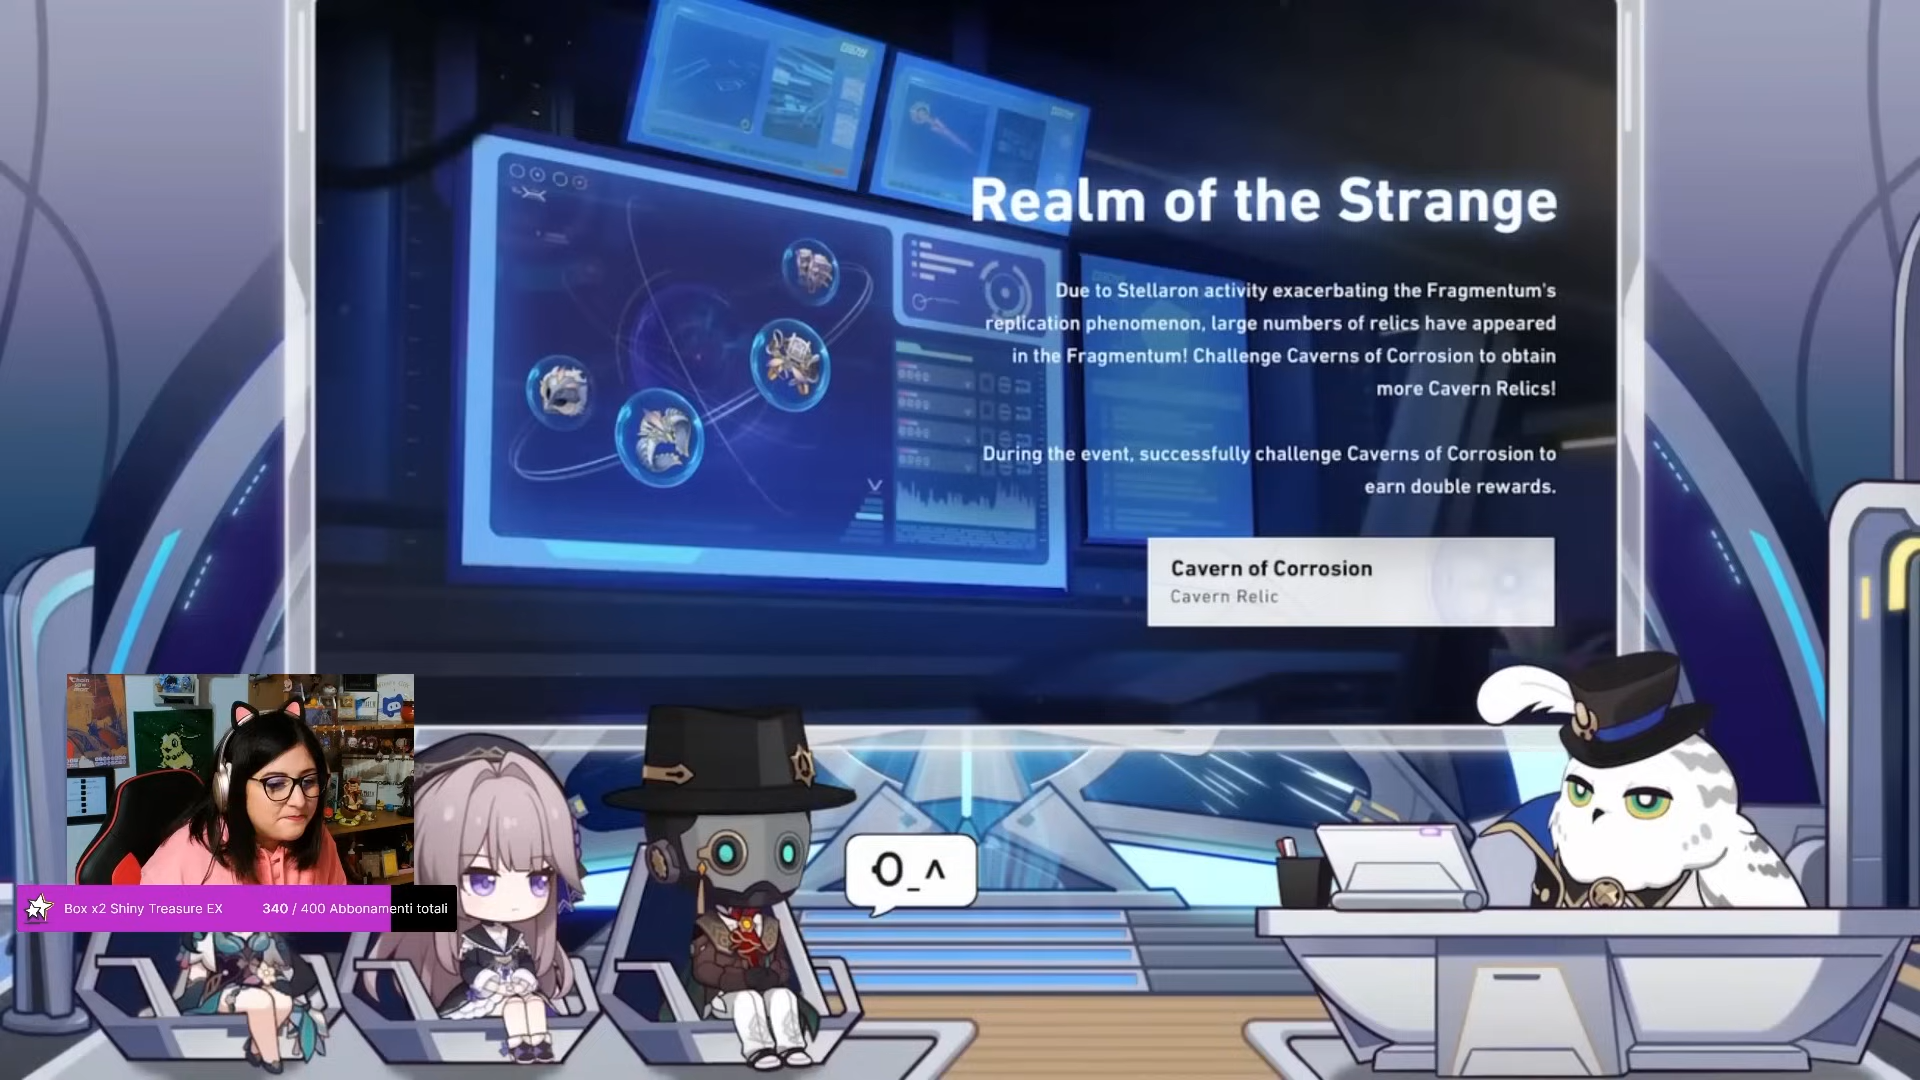 Realm of the Strange
Due to Stellaron activity exacerbating the Fragmentum's
replication phenomenon, large numbers of relics have appeared
in the Fragmentum! Challenge Caverns of Corrosion to obtain
more Cavern Relics!
During the event, successfully challenge Caverns of Corrosion to
earn double rewards.
Cavern of Corrosion
Cavern Relic
O_^
Box x2 Shiny Treasure EX 340 / 400 Abbonamenti totali